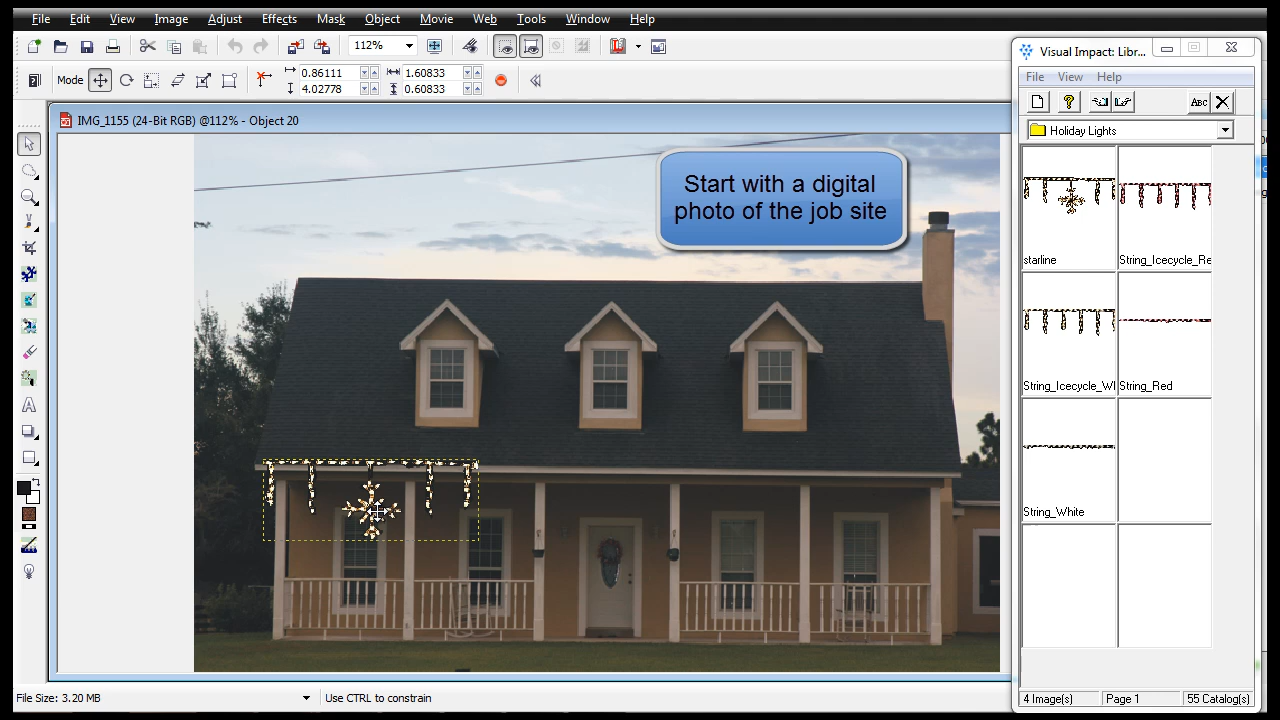 File Edit View Image Adjust Effects Mask Object Movie Web Tools Window Help
112%
Mode 0.86111 1.60833
4.02778 0.60833
IMG_1155 (24-Bit RGB) @112% - Object 20
Start with a digital
photo of the job site
Visual Impact: Libr...
File View Help
ABC
Holiday Lights
starline String_Icecycle_Re
String_Icecycle_WI String_Red
String_White
4 Image(s) Page 1 55 Catalog(s)
File Size: 3.20 MB Use CTRL to constrain